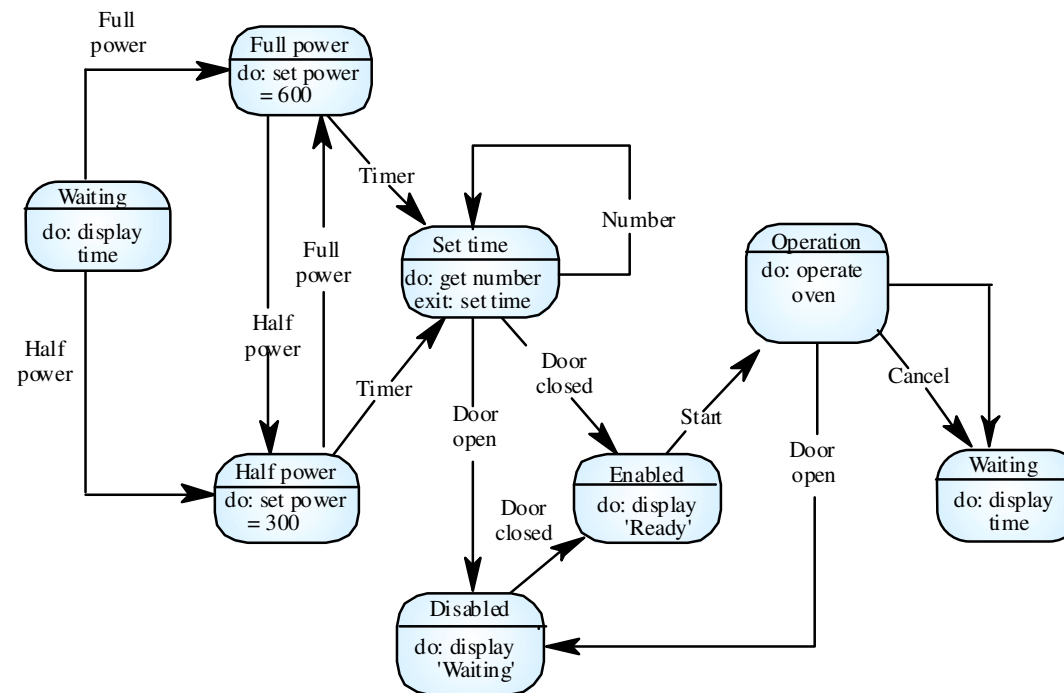 Full
power
Full power
do: set power
= 600
Timer
Waiting
do: display
time
Number
Full
power
Set time
do: get number
exit: set time
Operation
do: operate
oven
Half
power
Half
power
Timer
Door
closed
Cancel
Door
open
Start
Door
open
Half power
do: set power
= 300
Enabled
do: display
'Ready'
Waiting
do: display
time
Door
closed
Disabled
do: display
'Waiting'